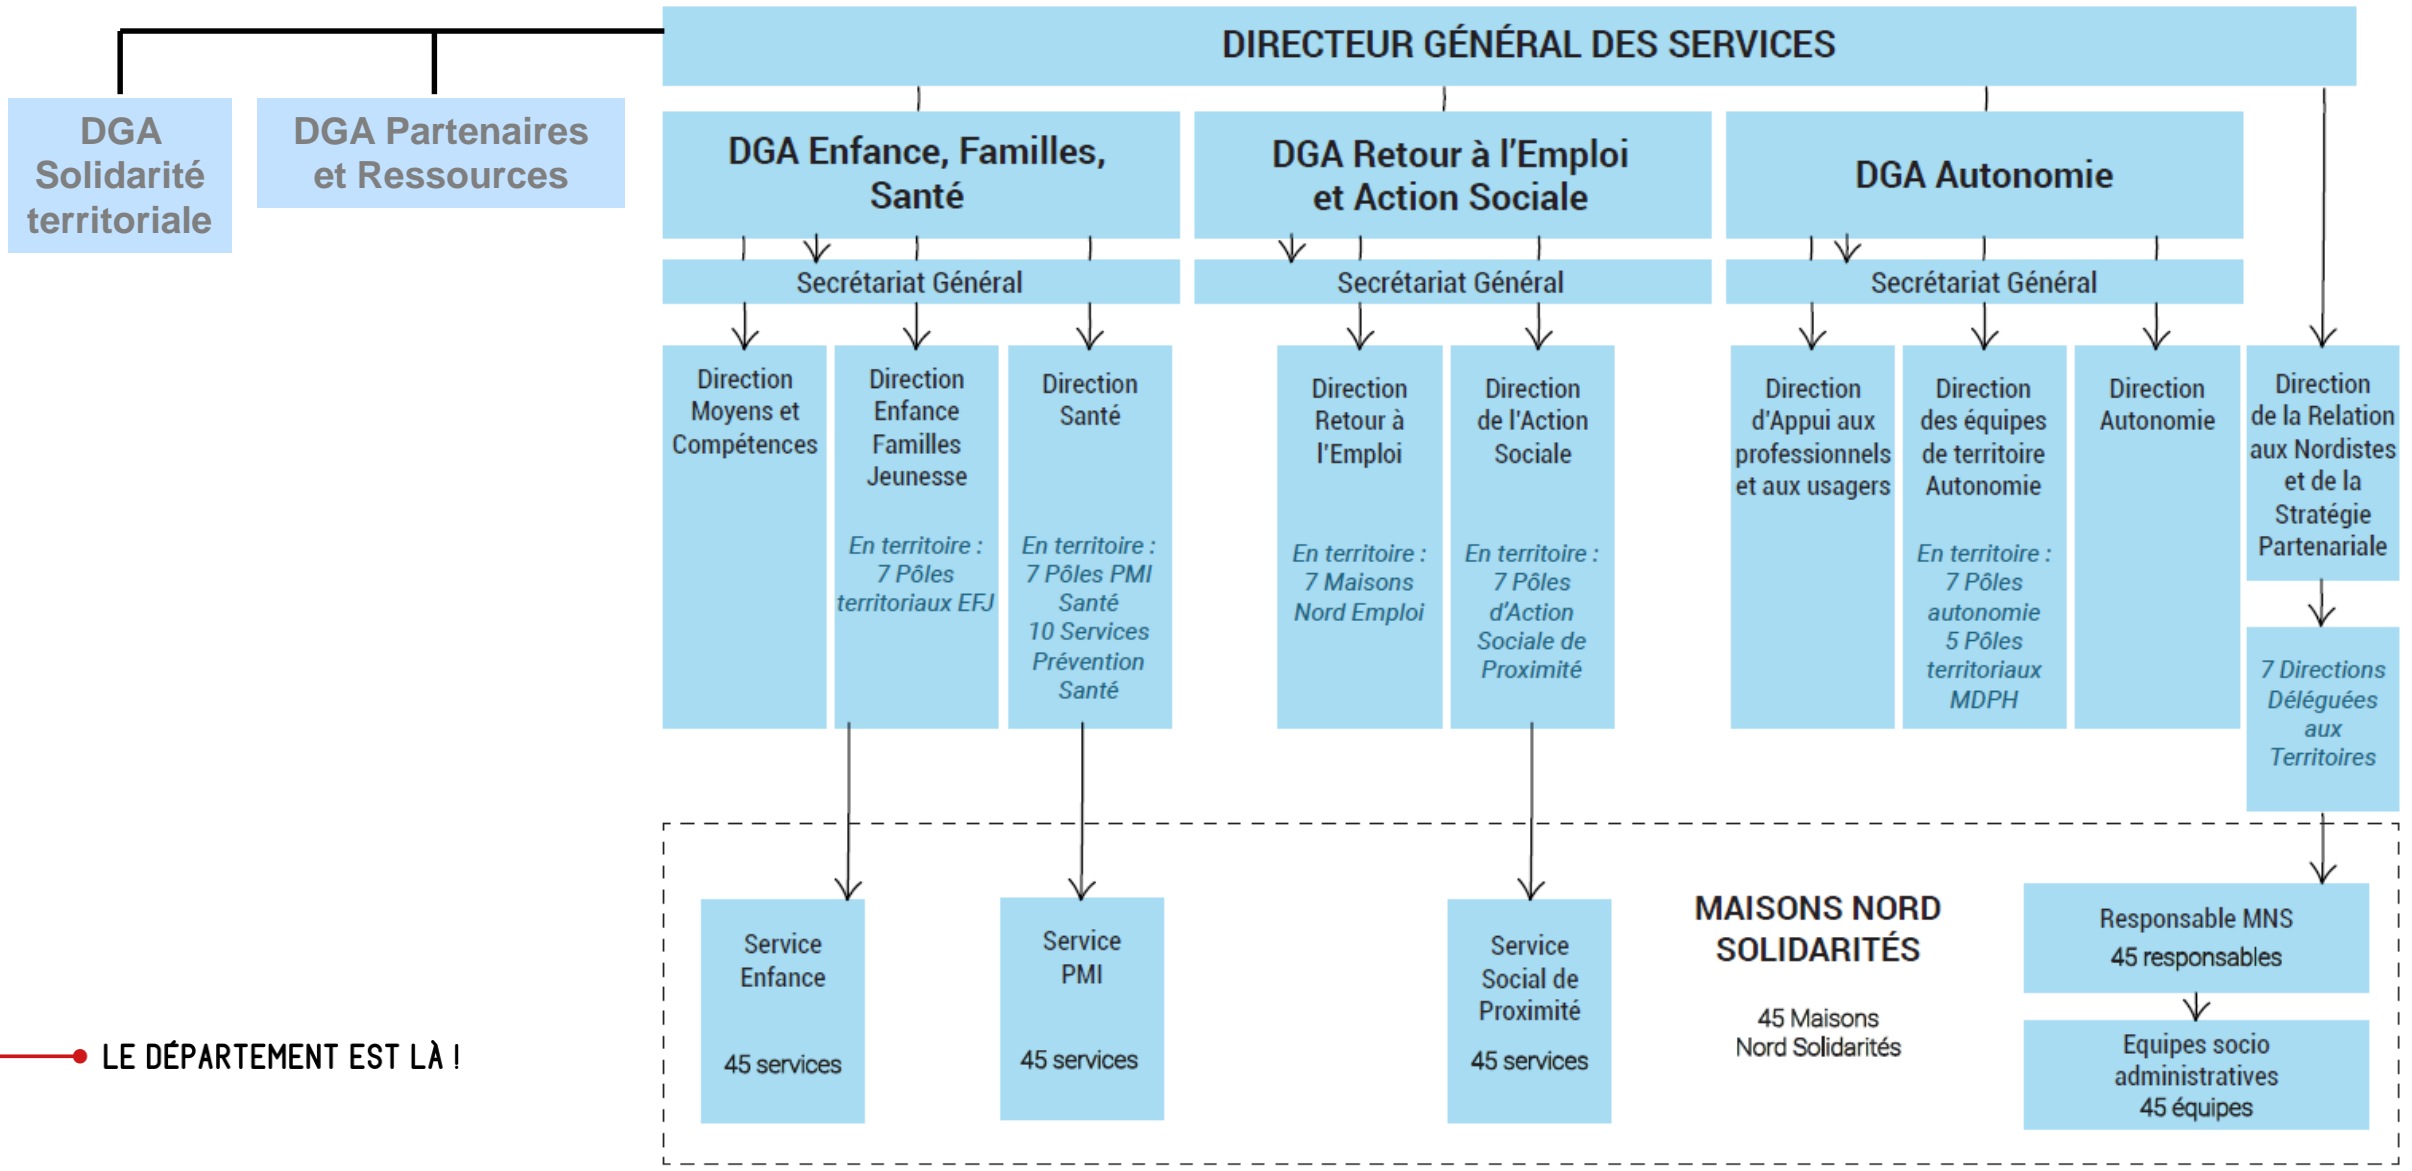 DIRECTEUR GÉNÉRAL DES SERVICES
DGA
Solidarité
territoriale
DGA Partenaires
et Ressources
DGA Enfance, Familles,
Santé
DGA Retour à l'Emploi
et Action Sociale
DGA Autonomie
Secrétariat Général
Secrétariat Général
Secrétariat Général
Direction
Moyens et
Compétences
Direction
Enfance
Familles
Jeunesse
En territoire :
7 Pôles
territoriaux EFJ
Direction
Santé
En territoire :
7 Pôles PMI
Santé
10 Services
Prévention
Santé
Direction
Retour à
l'Emploi
En territoire :
7 Maisons
Nord Emploi
Direction
de l'Action
Sociale
En territoire :
7 Pôles
d'Action
Sociale de
Proximité
Direction
d'Appui aux
professionnels
et aux usagers
Direction
des équipes
de territoire
Autonomie
En territoire :
7 Pôles
autonomie
5 Pôles
territoriaux
MDPH
Direction
Autonomie
Direction
de la Relation
aux Nordistes
et de la
Stratégie
Partenariale
7 Directions
Déléguées
aux
Territoires
Service
Enfance
45 services
Service
PMI
45 services
Service
Social de
Proximité
45 services
MAISONS NORD
SOLIDARITÉS
45 Maisons
Nord Solidarités
Responsable MNS
45 responsables
Equipes socio
administratives
45 équipes
LE DÉPARTEMENT EST LÀ !